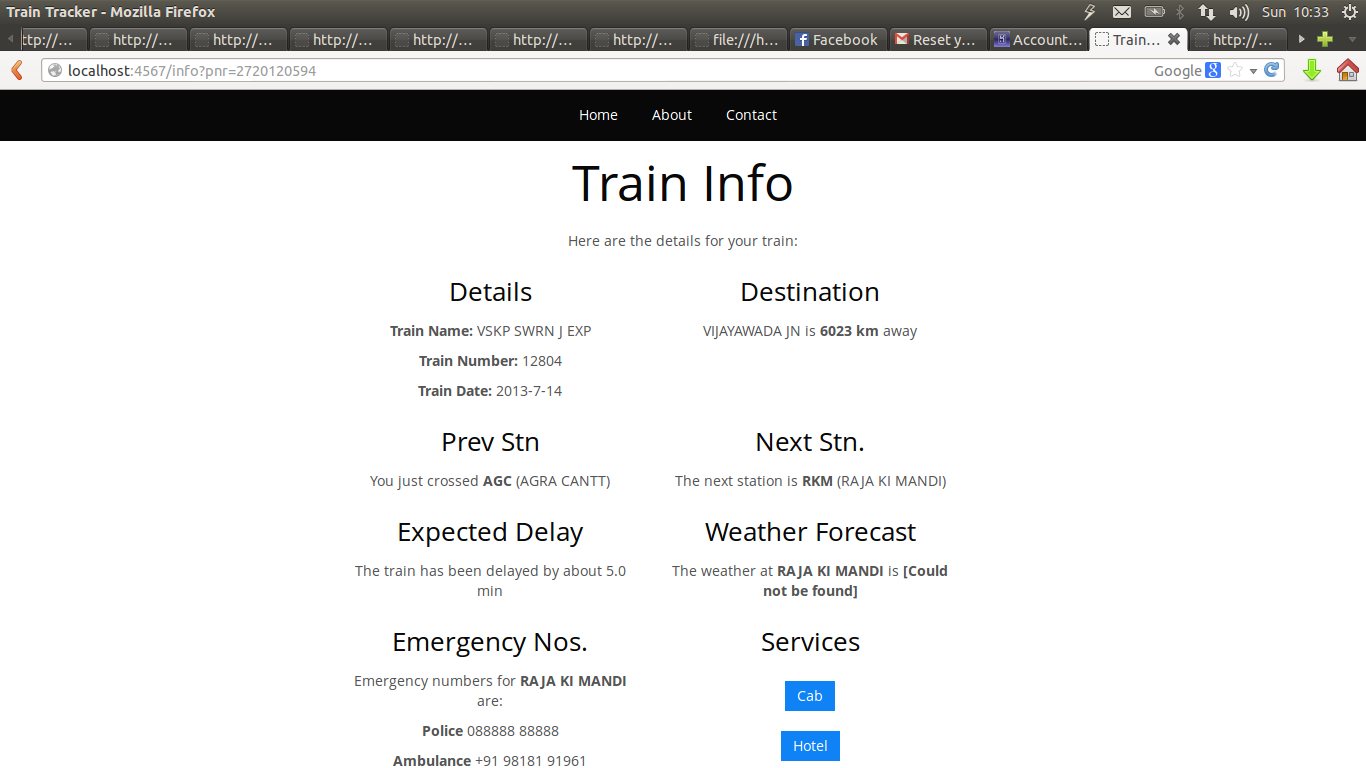 Train Tracker - Mozilla Firefox
Sun 10:33
ttp://... http://... http://... http://... http://... http://... http://... file:///h... Facebook Reset y... Account... Train... http://...
localhost:4567/info?pnr=2720120594
Google 8
Home About Contact
Train Info
Here are the details for your train:
Details
Train Name: VSKP SWRN J EXP
Train Number: 12804
Train Date: 2013-7-14
Destination
VIJAYAWADA JN is 6023 km away
Prev Stn
You just crossed AGC (AGRA CANTT)
Next Stn.
The next station is RKM (RAJA KI MANDI)
Expected Delay
The train has been delayed by about 5.0
min
Weather Forecast
The weather at RAJA KI MANDI is [Could
not be found]
Emergency Nos.
Emergency numbers for RAJA KI MANDI
are:
Police 088888 88888
Ambulance +91 98181 91961
Services
Cab
Hotel